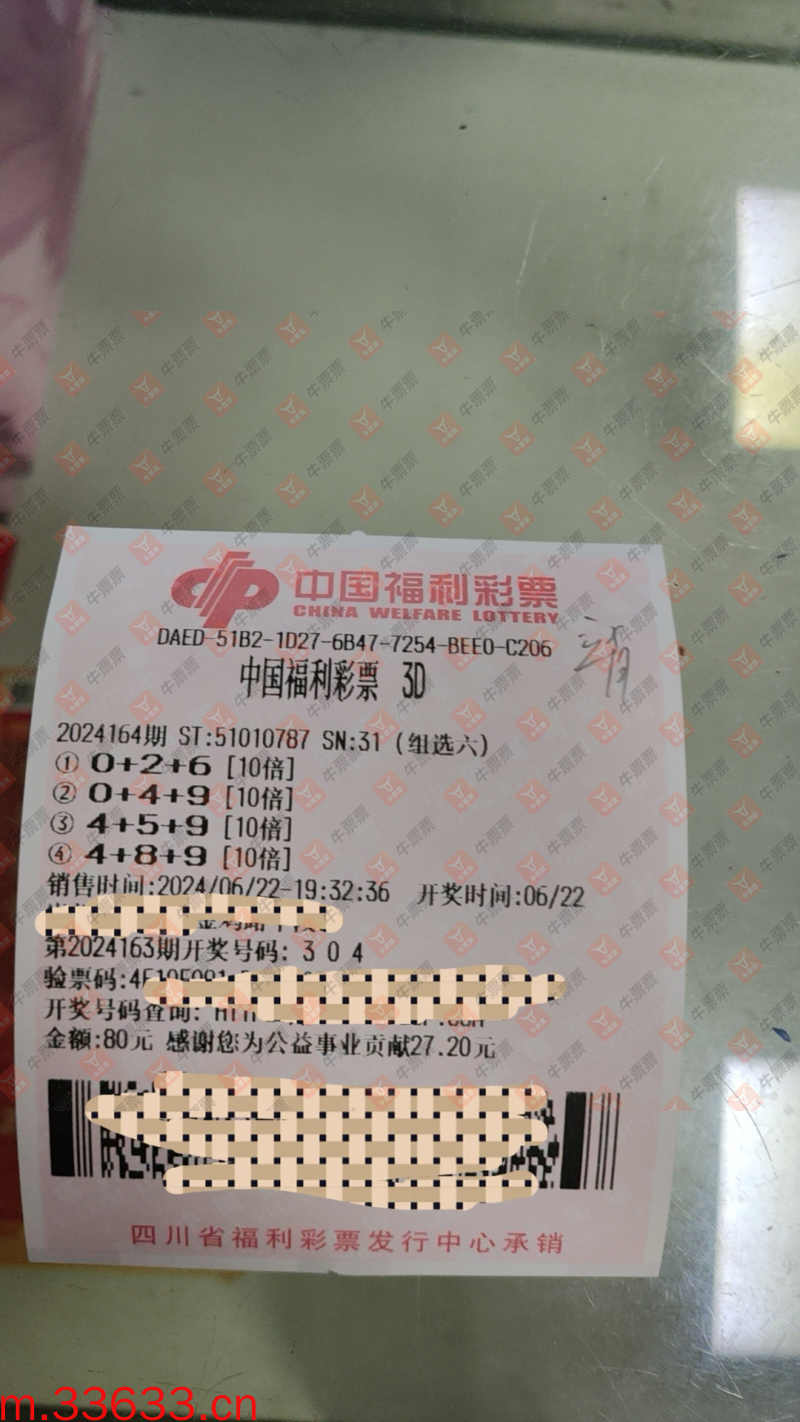 中国福利彩票
CHINA WELFARE LOTTERY
DAED-51B2-1D27-6B47-7254-BEE0-C206
中国福利彩票 3D
2024164期 ST:51010787 SN:31 (组选六)
① 0+2+6 [10倍]
② 0+4+9 [10倍]
③ 4+5+9 [10倍]
④ 4+8+9 [10倍]
销售时间:2024/06/22-19:32:36 开奖时间:06/22
第2024163期开奖号码: 3 0 4
验票码:
开奖号码查询:
金额:80元 感谢您为公益事业贡献27.20元
四川省福利彩票发行中心承销
牛票票
m.33633.cn